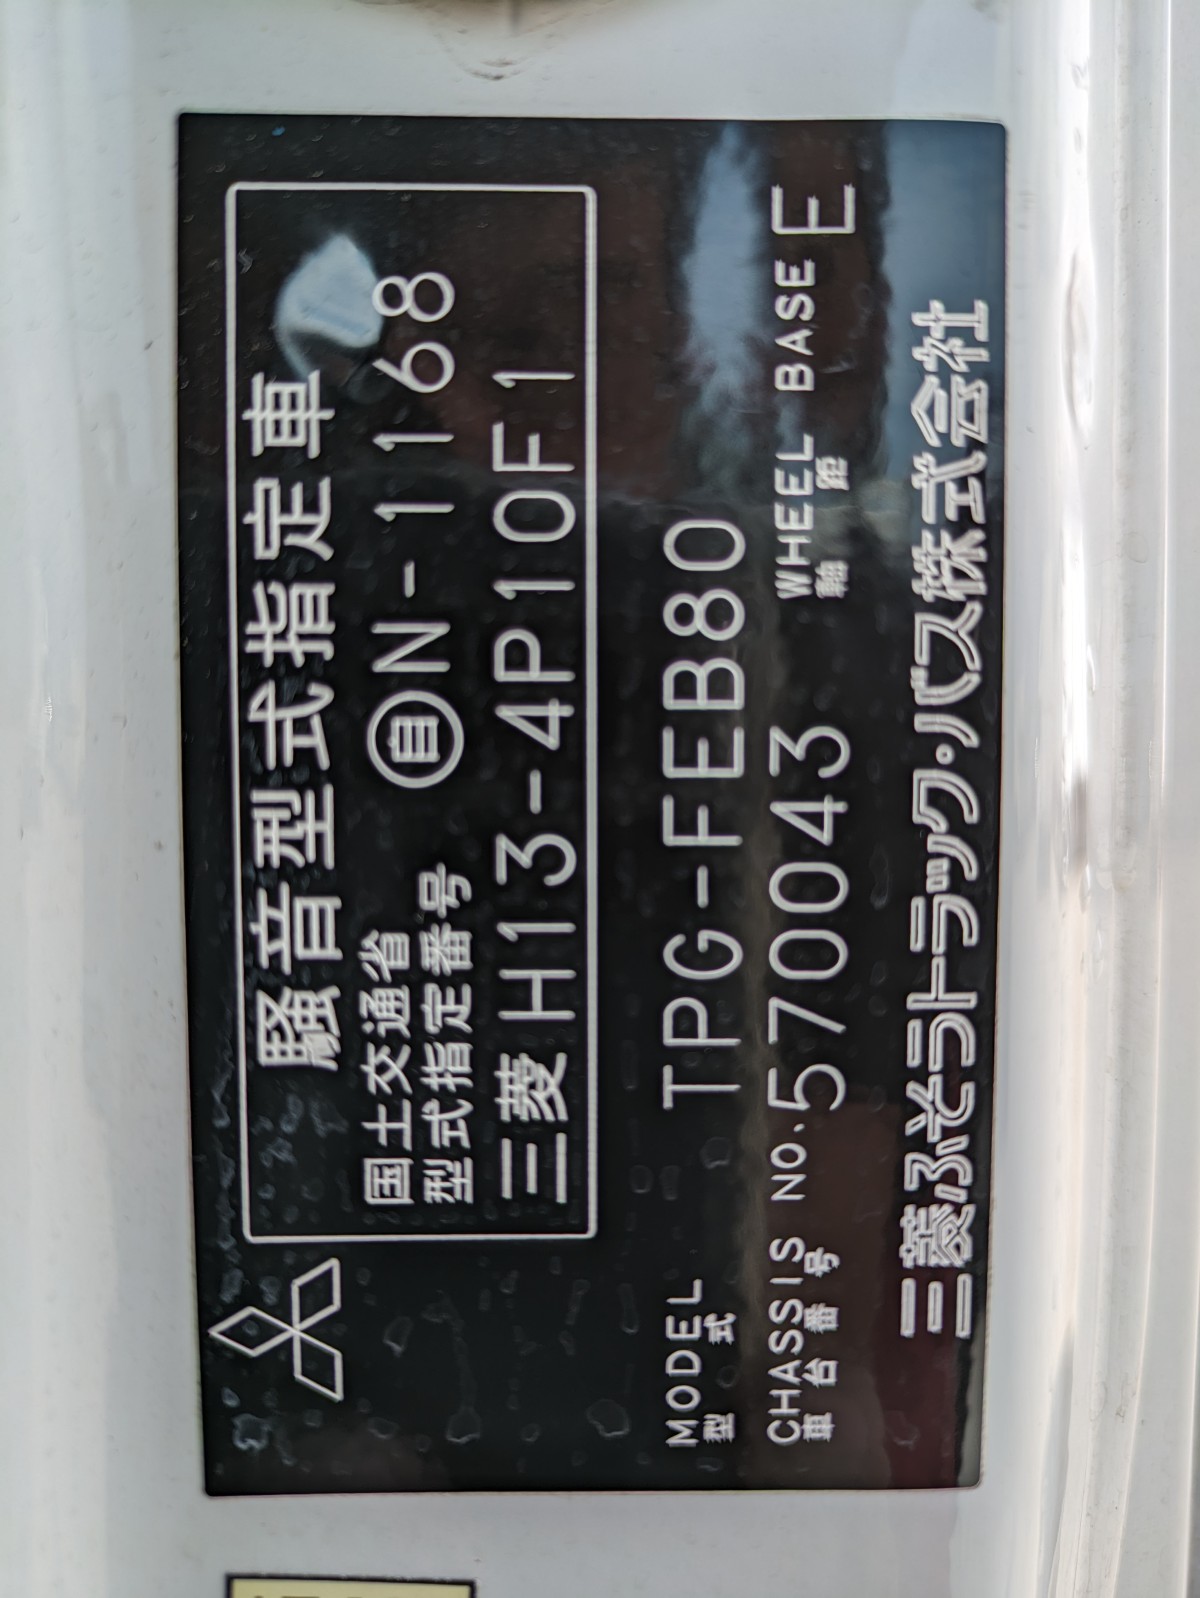 騒音型式指定車
国土交通省
型式指定番号
自N-1168
三菱H13-4P10F1
MODEL TPG-FEB80
型式
CHASSIS NO.570043 WHEEL BASE E
車台番号 軸距
三菱ふそうトラック・バス株式会社